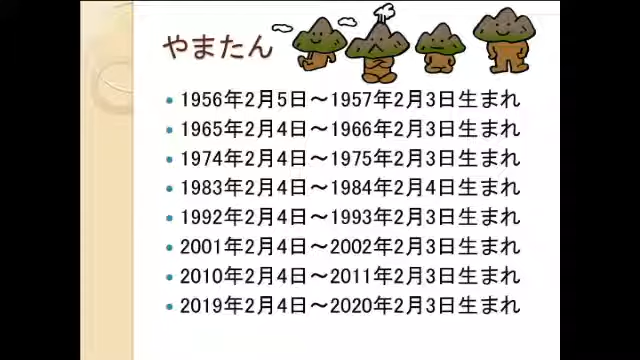 やまたん
• 1956年2月5日～1957年2月3日生まれ
• 1965年2月4日～1966年2月3日生まれ
• 1974年2月4日～1975年2月3日生まれ
• 1983年2月4日～1984年2月4日生まれ
• 1992年2月4日～1993年2月3日生まれ
• 2001年2月4日～2002年2月3日生まれ
• 2010年2月4日～2011年2月3日生まれ
• 2019年2月4日～2020年2月3日生まれ